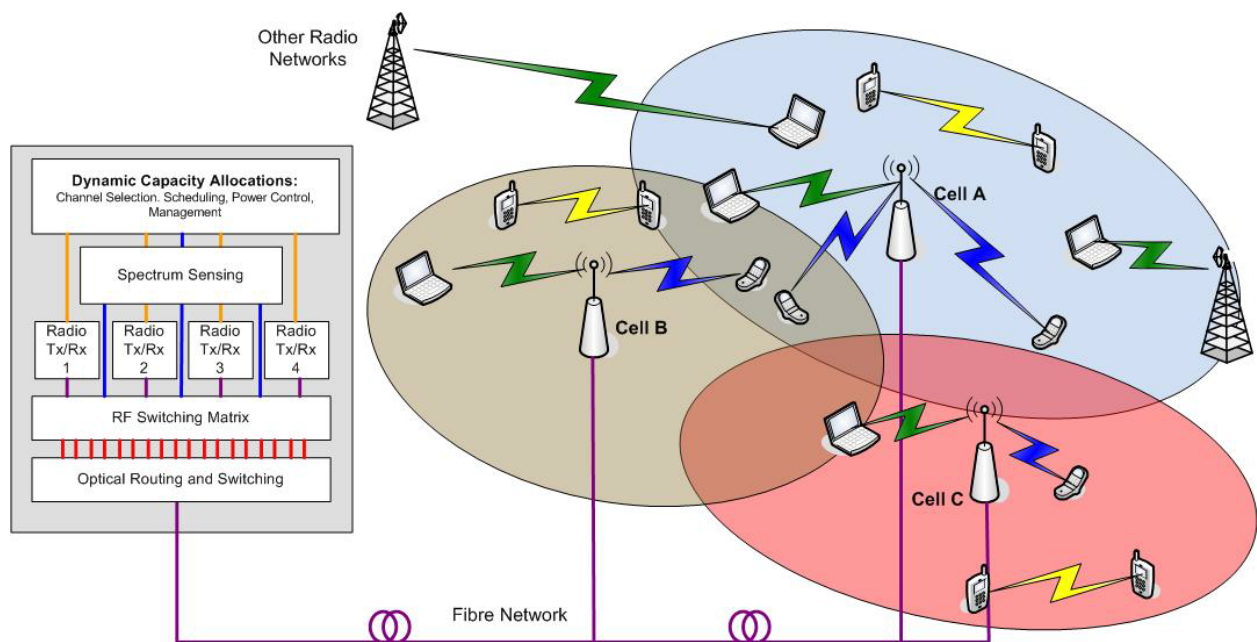 Other Radio
Networks
Dynamic Capacity Allocations:
Channel Selection. Scheduling, Power Control,
Management
Spectrum Sensing
Radio
Tx/Rx
1
Radio
Tx/Rx
2
Radio
Tx/Rx
3
Radio
Tx/Rx
4
RF Switching Matrix
Optical Routing and Switching
Cell A
Cell B
Cell C
Fibre Network